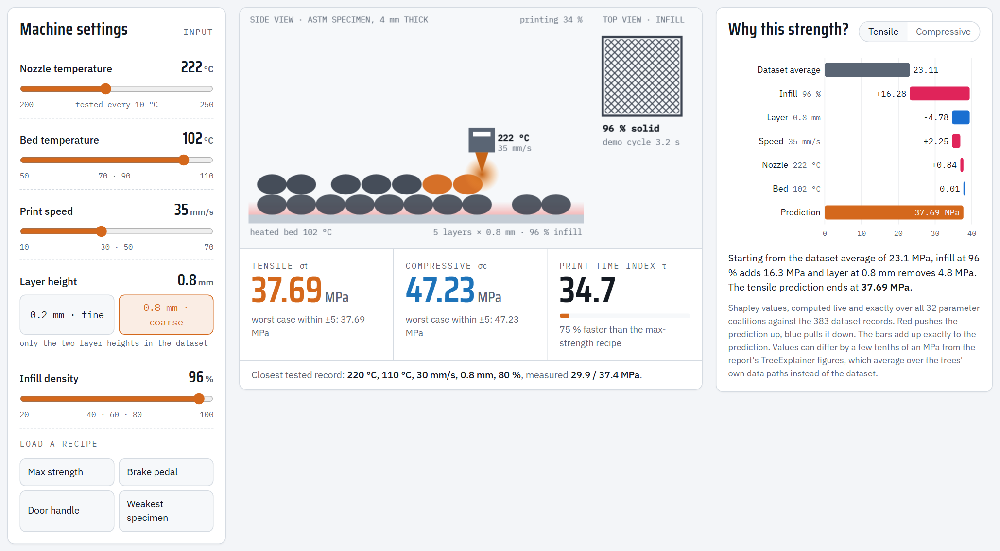 Machine settings
INPUT
Nozzle temperature 222 °C
200 tested every 10 °C 250
Bed temperature 102 °C
50 70 · 90 110
Print speed 35 mm/s
10 30 · 50 70
Layer height 0.8 mm
0.2 mm · fine
0.8 mm ·
coarse
only the two layer heights in the dataset
Infill density 96 %
20 40 · 60 · 80 100
LOAD A RECIPE
Max strength
Brake pedal
Door handle
Weakest
specimen
SIDE VIEW · ASTM SPECIMEN, 4 mm THICK
printing 34 %
TOP VIEW · INFILL
96 % solid
demo cycle 3.2 s
222 °C
35 mm/s
heated bed 102 °C
5 layers × 0.8 mm · 96 % infill
TENSILE σt
37.69 MPa
worst case within ±5: 37.69
MPa
COMPRESSIVE σc
47.23 MPa
worst case within ±5: 47.23
MPa
PRINT-TIME INDEX τ
34.7
75 % faster than the max-
strength recipe
Closest tested record: 220 °C, 110 °C, 30 mm/s, 0.8 mm, 80 %, measured 29.9 / 37.4 MPa.
Why this strength?
Tensile
Compressive
Dataset average 23.11
Infill 96 % +16.28
Layer 0.8 mm -4.78
Speed 35 mm/s +2.25
Nozzle 222 °C +0.84
Bed 102 °C -0.01
Prediction 37.69 MPa
0 10 20 30 40
Starting from the dataset average of 23.1 MPa, infill at 96
% adds 16.3 MPa and layer at 0.8 mm removes 4.8 MPa.
The tensile prediction ends at 37.69 MPa.
Shapley values, computed live and exactly over all 32 parameter
coalitions against the 383 dataset records. Red pushes the
prediction up, blue pulls it down. The bars add up exactly to the
prediction. Values can differ by a few tenths of an MPa from the
report's TreeExplainer figures, which average over the trees'
own data paths instead of the dataset.